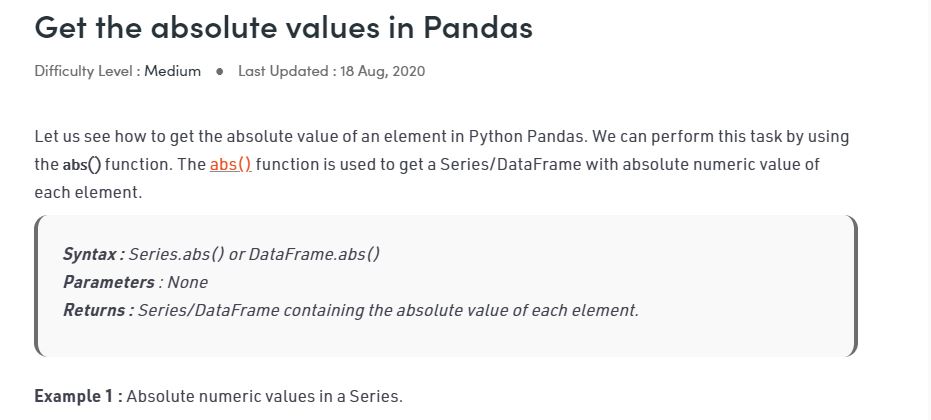 Get the absolute values in Pandas
Difficulty Level : Medium ● Last Updated : 18 Aug, 2020
Let us see how to get the absolute value of an element in Python Pandas. We can perform this task by using
the abs() function. The abs() function is used to get a Series/DataFrame with absolute numeric value of
each element.
Syntax : Series.abs() or DataFrame.abs()
Parameters : None
Returns : Series/DataFrame containing the absolute value of each element.
Example 1 : Absolute numeric values in a Series.